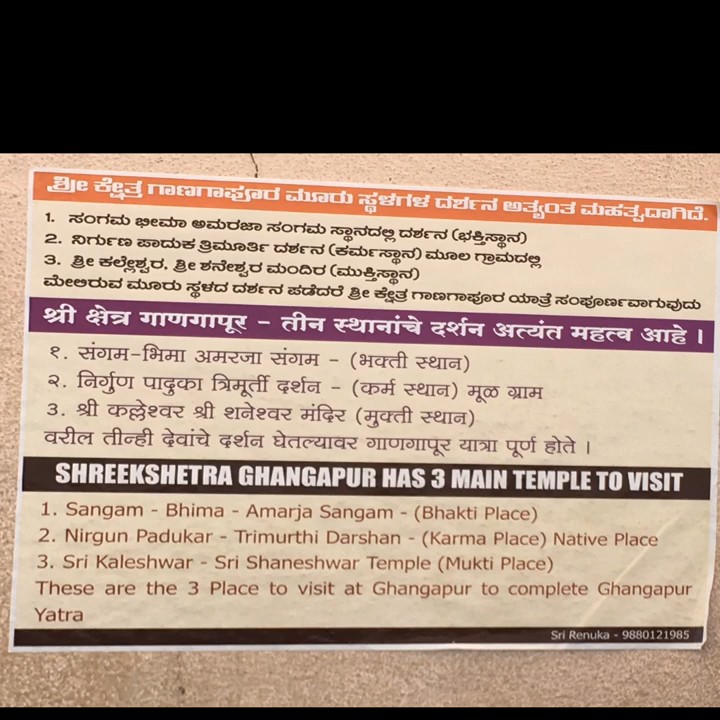 ಶ್ರೀ ಕ್ಷೇತ್ರ ಗಾಣಗಾಪೂರ ಮೂರು ಸ್ಥಳಗಳ ದರ್ಶನ ಅತ್ಯಂತ ಮಹತ್ವದಾಗಿದೆ.
1. ಸಂಗಮ ಭೀಮಾ ಅಮರಜಾ ಸಂಗಮ ಸ್ಥಾನದಲ್ಲಿ ದರ್ಶನ (ಭಕ್ತಿಸ್ಥಾನ)
2. ನಿರ್ಗುಣ ಪಾದುಕ ತ್ರಿಮೂರ್ತಿ ದರ್ಶನ (ಕರ್ಮಸ್ಥಾನ) ಮೂಲ ಗ್ರಾಮದಲ್ಲಿ
3. ಶ್ರೀ ಕಲ್ಲೇಶ್ವರ, ಶ್ರೀ ಶನೇಶ್ವರ ಮಂದಿರ (ಮುಕ್ತಿಸ್ಥಾನ)
ಮೇಲಿರುವ ಮೂರು ಸ್ಥಳದ ದರ್ಶನ ಪಡೆದರೆ ಶ್ರೀ ಕ್ಷೇತ್ರ ಗಾಣಗಾಪೂರ ಯಾತ್ರೆ ಸಂಪೂರ್ಣವಾಗುವುದು
श्री क्षेत्र गाणगापूर – तीन स्थानांचे दर्शन अत्यंत महत्व आहे ।
१. संगम-भिमा अमरजा संगम - (भक्ती स्थान)
२. निर्गुण पादुका त्रिमूर्ती दर्शन - (कर्म स्थान) मूळ ग्राम
३. श्री कल्लेश्वर श्री शनेश्वर मंदिर (मुक्ती स्थान)
वरील तीन्ही देवांचे दर्शन घेतल्यावर गाणगापूर यात्रा पूर्ण होते ।
SHREEKSHETRA GHANGAPUR HAS 3 MAIN TEMPLE TO VISIT
1. Sangam - Bhima - Amarja Sangam - (Bhakti Place)
2. Nirgun Padukar - Trimurthi Darshan - (Karma Place) Native Place
3. Sri Kaleshwar - Sri Shaneshwar Temple (Mukti Place)
These are the 3 Place to visit at Ghangapur to complete Ghangapur
Yatra
Sri Renuka - 9880121985